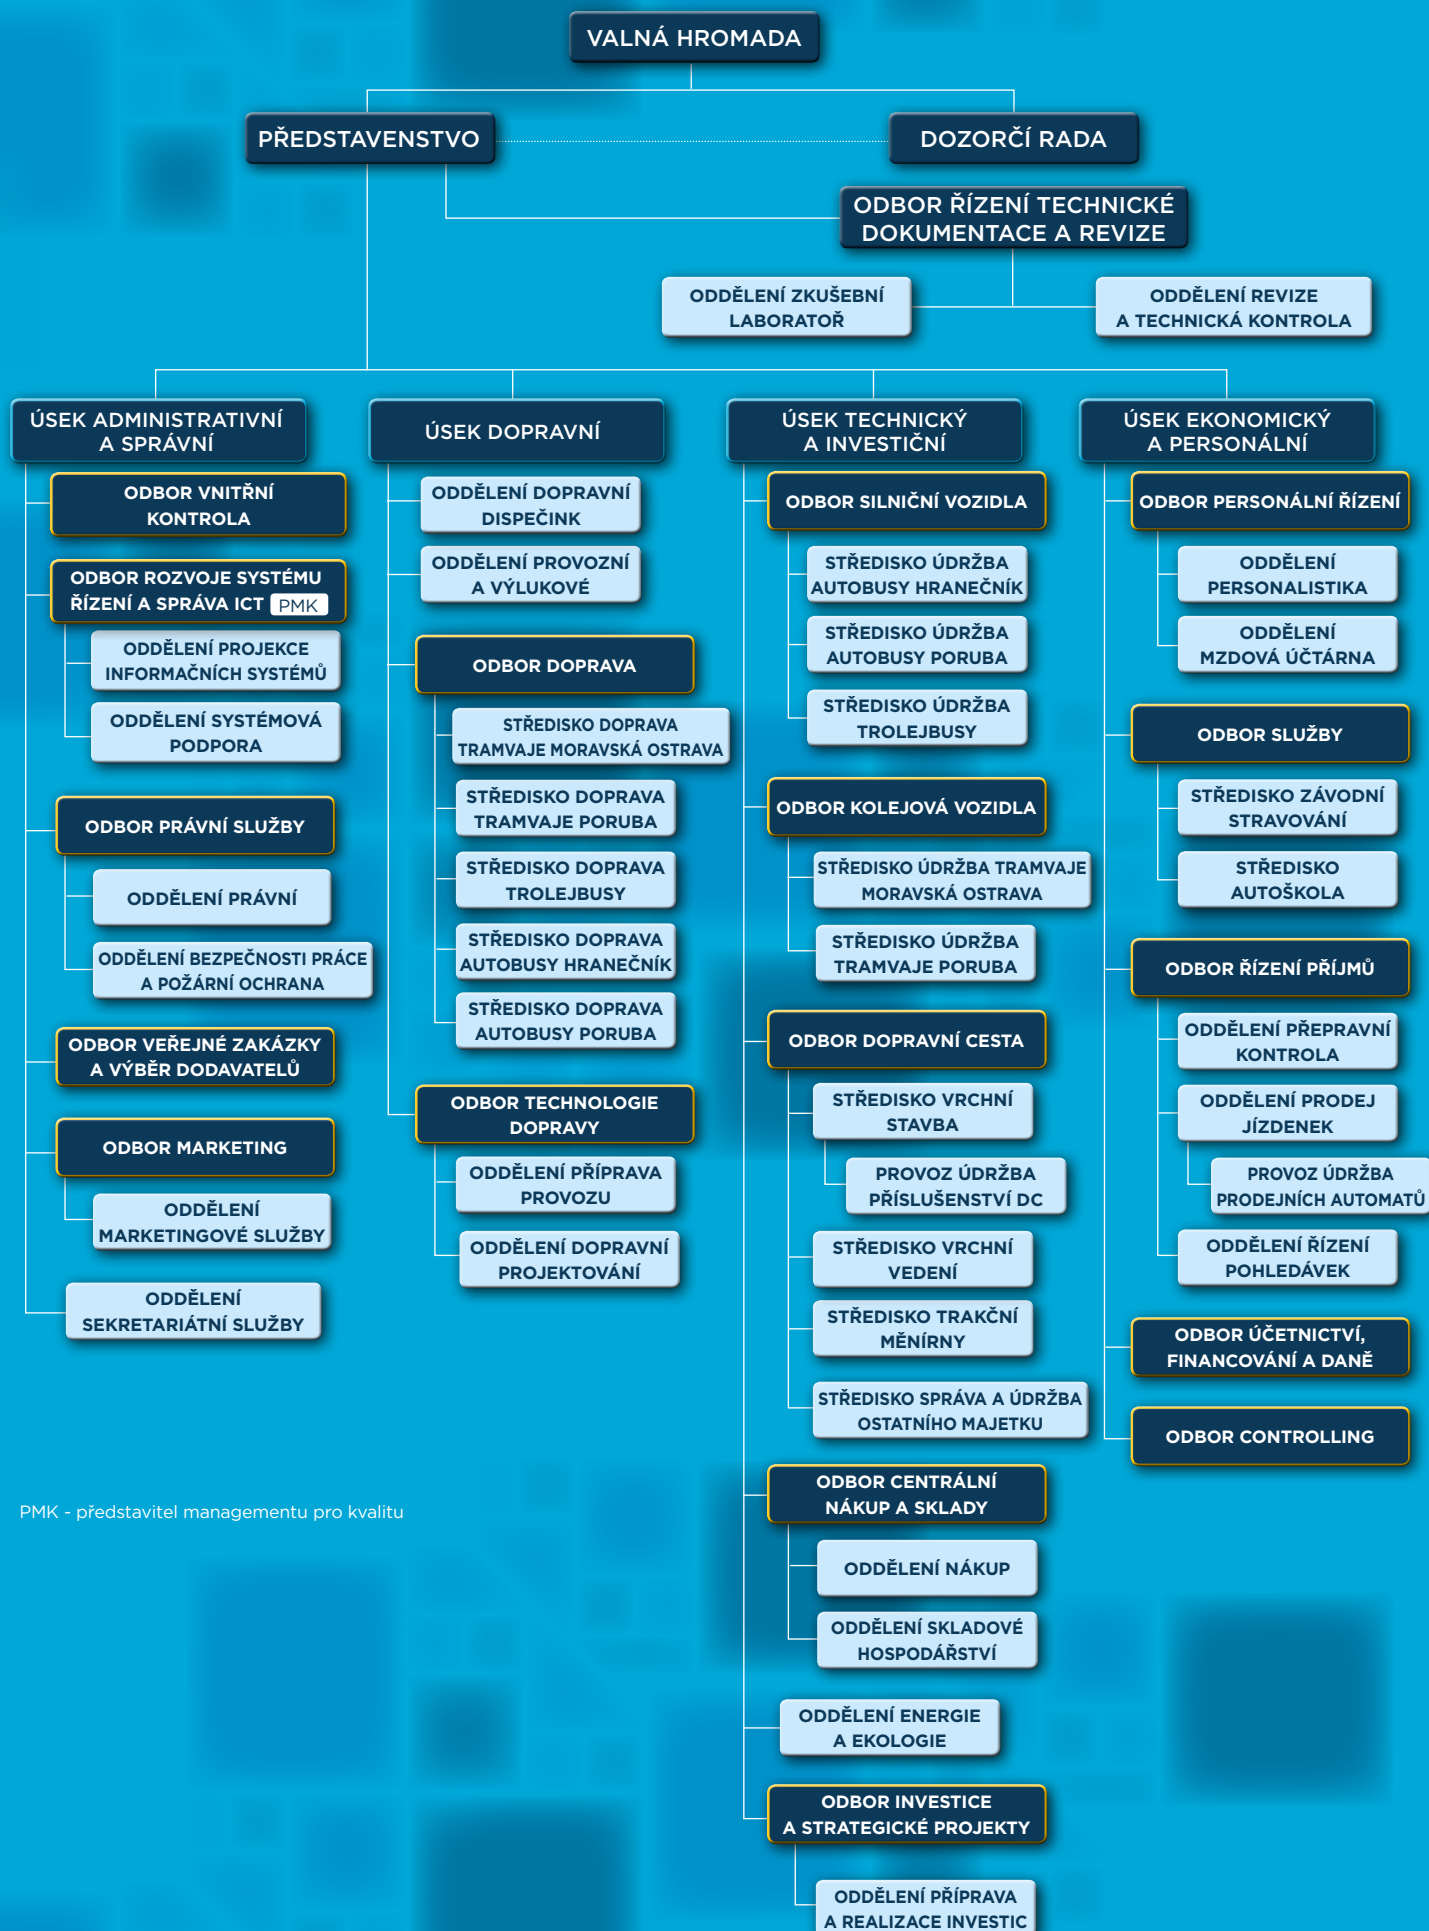 VALNÁ HROMADA
PŘEDSTAVENSTVO
DOZORČÍ RADA
ODBOR ŘÍZENÍ TECHNICKÉ
DOKUMENTACE A REVIZE
ODDĚLENÍ ZKUŠEBNÍ
LABORATOŘ
ODDĚLENÍ REVIZE
A TECHNICKÁ KONTROLA
ÚSEK ADMINISTRATIVNÍ
A SPRÁVNÍ
ODBOR VNITŘNÍ
KONTROLA
ODBOR ROZVOJE SYSTÉMU
ŘÍZENÍ A SPRÁVA ICT PMK
ODDĚLENÍ PROJEKCE
INFORMAČNÍCH SYSTÉMŮ
ODDĚLENÍ SYSTÉMOVÁ
PODPORA
ODBOR PRÁVNÍ SLUŽBY
ODDĚLENÍ PRÁVNÍ
ODDĚLENÍ BEZPEČNOSTI PRÁCE
A POŽÁRNÍ OCHRANA
ODBOR VEŘEJNÉ ZAKÁZKY
A VÝBĚR DODAVATELŮ
ODBOR MARKETING
ODDĚLENÍ
MARKETINGOVÉ SLUŽBY
ODDĚLENÍ
SEKRETARIÁTNÍ SLUŽBY
ÚSEK DOPRAVNÍ
ODDĚLENÍ DOPRAVNÍ
DISPEČINK
ODDĚLENÍ PROVOZNÍ
A VÝLUKOVÉ
ODBOR DOPRAVA
STŘEDISKO DOPRAVA
TRAMVAJE MORAVSKÁ OSTRAVA
STŘEDISKO DOPRAVA
TRAMVAJE PORUBA
STŘEDISKO DOPRAVA
TROLEJBUSY
STŘEDISKO DOPRAVA
AUTOBUSY HRANEČNÍK
STŘEDISKO DOPRAVA
AUTOBUSY PORUBA
ODBOR TECHNOLOGIE
DOPRAVY
ODDĚLENÍ PŘÍPRAVA
PROVOZU
ODDĚLENÍ DOPRAVNÍ
PROJEKTOVÁNÍ
ÚSEK TECHNICKÝ
A INVESTIČNÍ
ODBOR SILNIČNÍ VOZIDLA
STŘEDISKO ÚDRŽBA
AUTOBUSY HRANEČNÍK
STŘEDISKO ÚDRŽBA
AUTOBUSY PORUBA
STŘEDISKO ÚDRŽBA
TROLEJBUSY
ODBOR KOLEJOVÁ VOZIDLA
STŘEDISKO ÚDRŽBA TRAMVAJE
MORAVSKÁ OSTRAVA
STŘEDISKO ÚDRŽBA
TRAMVAJE PORUBA
ODBOR DOPRAVNÍ CESTA
STŘEDISKO VRCHNÍ
STAVBA
PROVOZ ÚDRŽBA
PŘÍSLUŠENSTVÍ DC
STŘEDISKO VRCHNÍ
VEDENÍ
STŘEDISKO TRAKČNÍ
MĚNÍRNY
STŘEDISKO SPRÁVA A ÚDRŽBA
OSTATNÍHO MAJETKU
ODBOR CENTRÁLNÍ
NÁKUP A SKLADY
ODDĚLENÍ NÁKUP
ODDĚLENÍ SKLADOVÉ
HOSPODÁŘSTVÍ
ODDĚLENÍ ENERGIE
A EKOLOGIE
ODBOR INVESTICE
A STRATEGICKÉ PROJEKTY
ODDĚLENÍ PŘÍPRAVA
A REALIZACE INVESTIC
ÚSEK EKONOMICKÝ
A PERSONÁLNÍ
ODBOR PERSONÁLNÍ ŘÍZENÍ
ODDĚLENÍ
PERSONALISTIKA
ODDĚLENÍ
MZDOVÁ ÚČTÁRNA
ODBOR SLUŽBY
STŘEDISKO ZÁVODNÍ
STRAVOVÁNÍ
STŘEDISKO
AUTOŠKOLA
ODBOR ŘÍZENÍ PŘÍJMŮ
ODDĚLENÍ PŘEPRAVNÍ
KONTROLA
ODDĚLENÍ PRODEJ
JÍZDENEK
PROVOZ ÚDRŽBA
PRODEJNÍCH AUTOMATŮ
ODDĚLENÍ ŘÍZENÍ
POHLEDÁVEK
ODBOR ÚČETNICTVÍ,
FINANCOVÁNÍ A DANĚ
ODBOR CONTROLLING
PMK - představitel managementu pro kvalitu